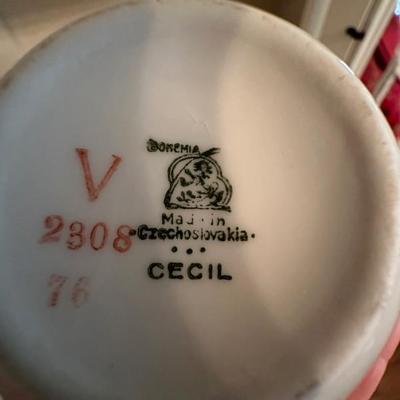 BOHEMIA
V
Made in
2308
•Czechoslovakia•
•••
CECIL
76